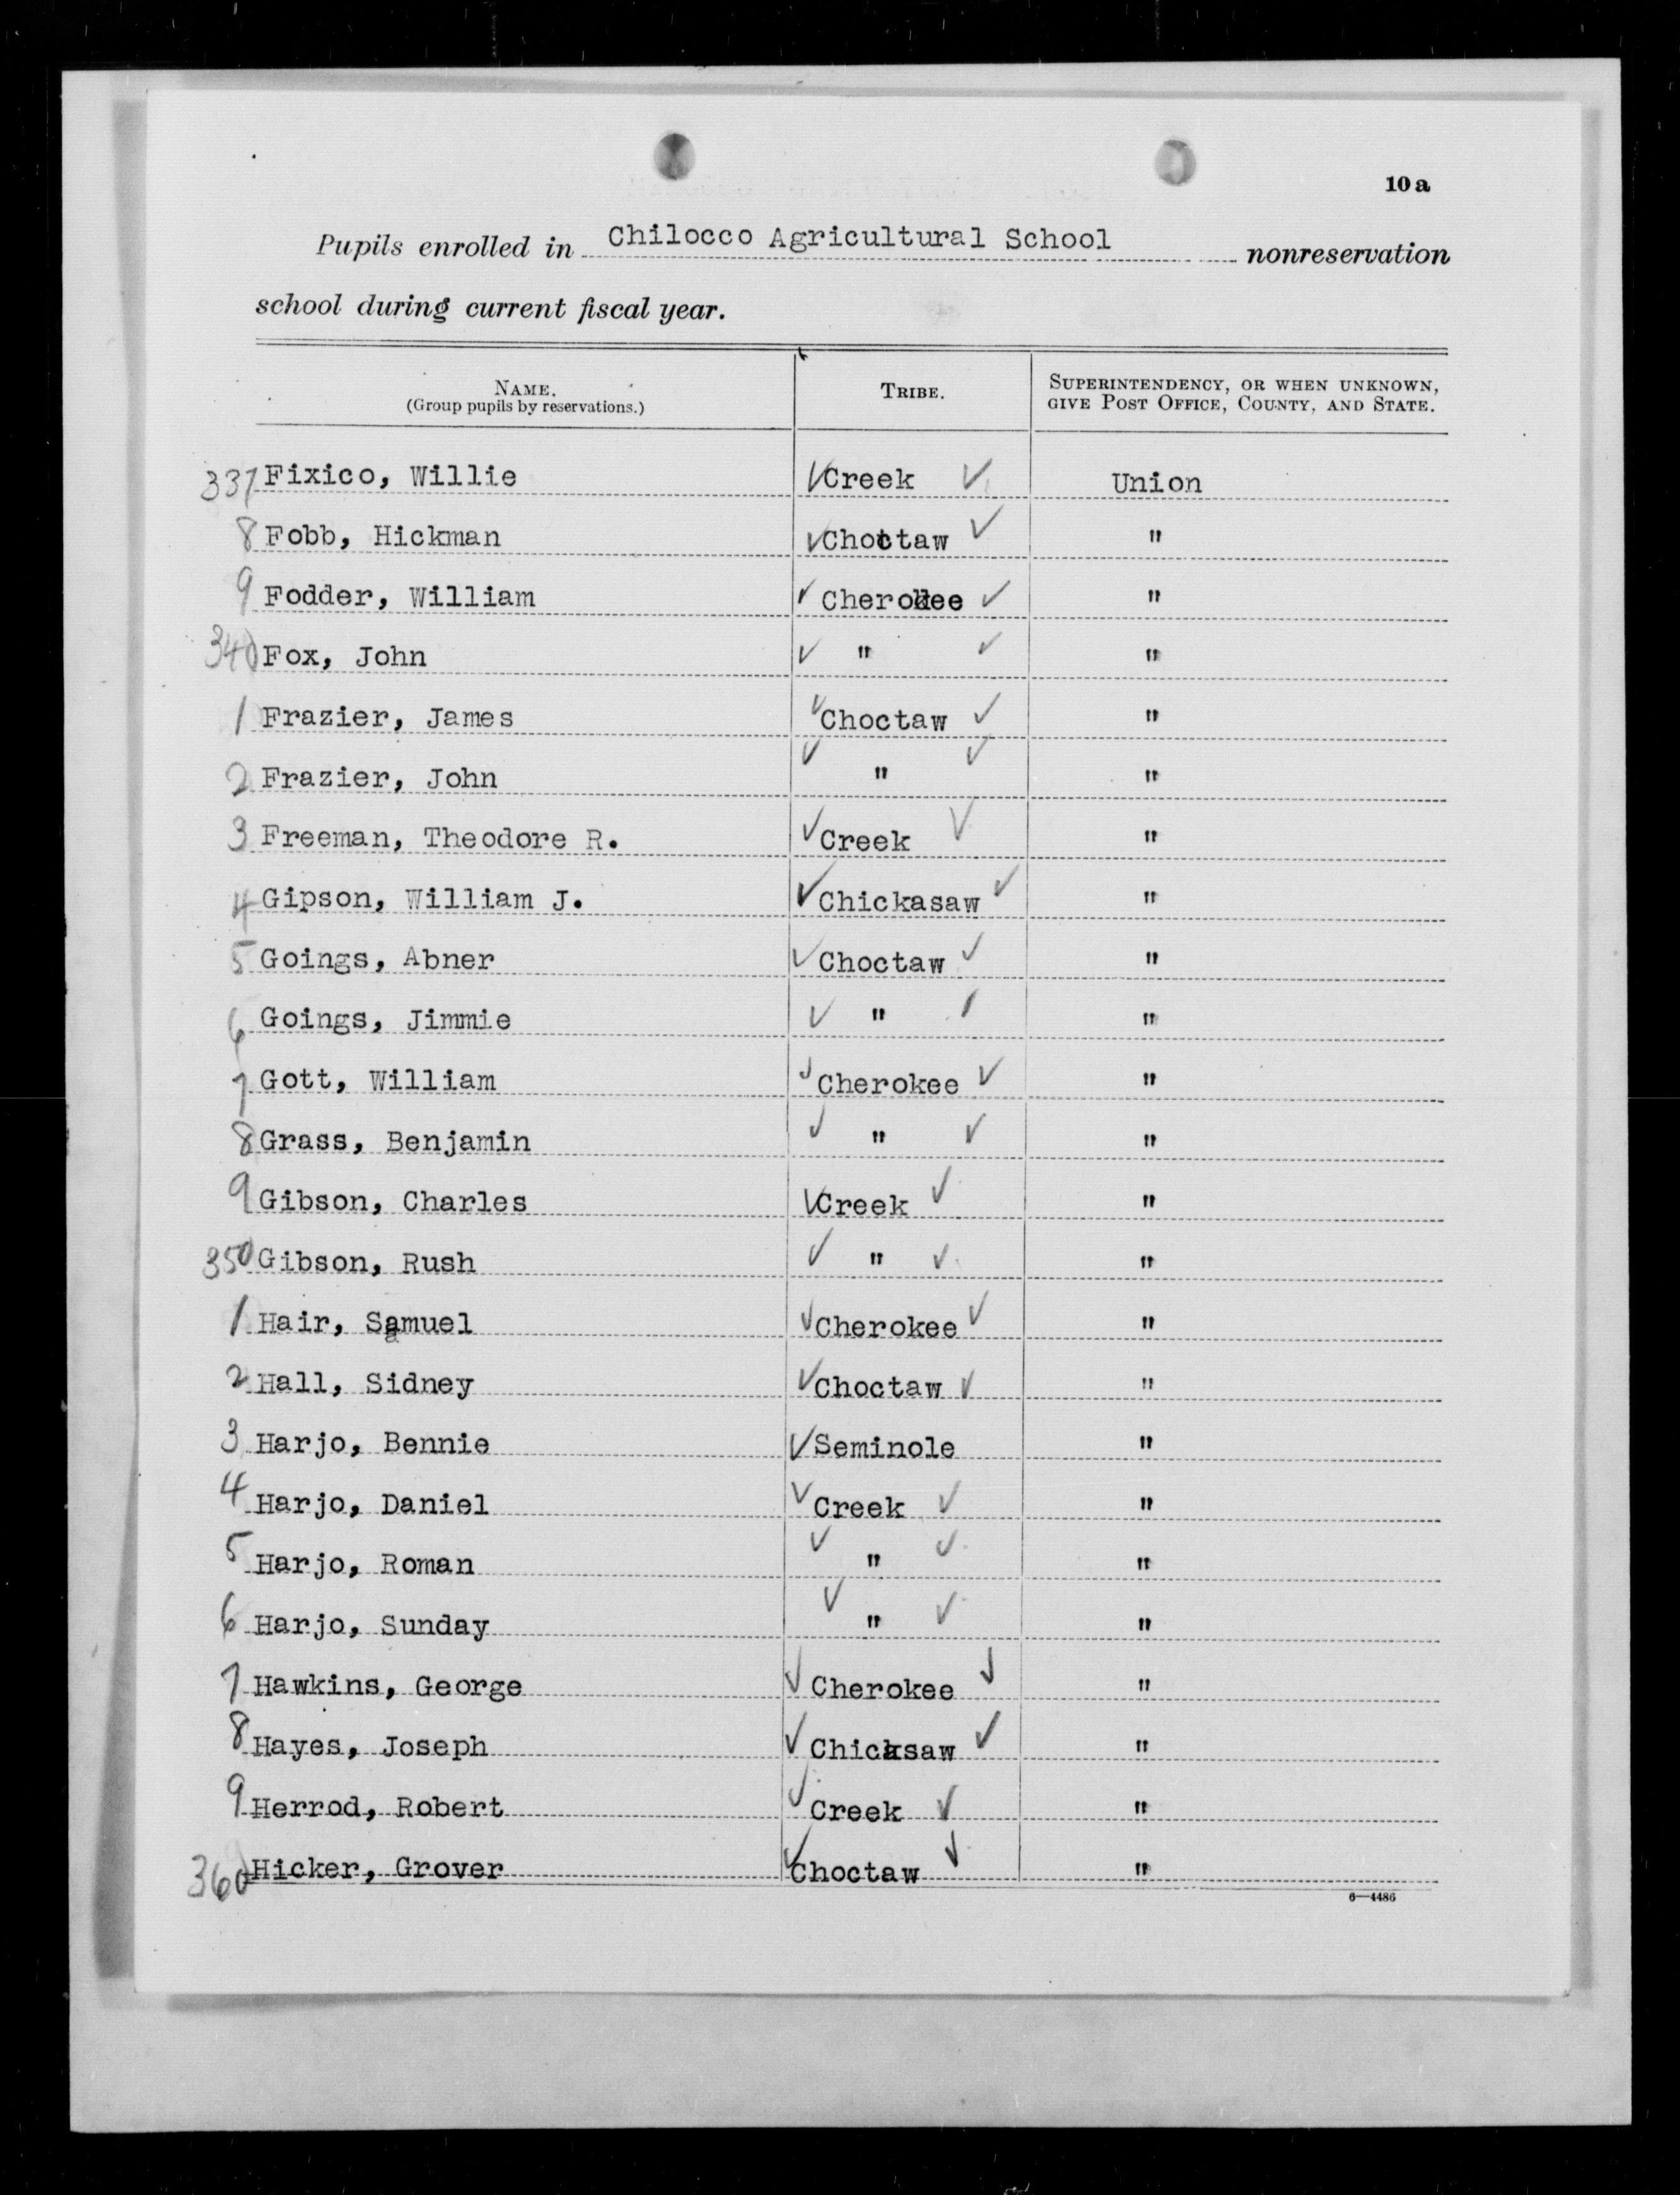 10a
Pupils enrolled in Chilocco Agricultural School nonreservation
school during current fiscal year.
NAME. (Group pupils by reservations.) TRIBE. SUPERINTENDENCY, OR WHEN UNKNOWN, GIVE POST OFFICE, COUNTY, AND STATE.
337 Fixico, Willie ✓ Creek ✓ Union
8 Fobb, Hickman ✓ Choctaw ✓ "
9 Fodder, William ✓ Cherokee ✓ "
340 Fox, John ✓ " ✓ "
1 Frazier, James ✓ Choctaw ✓ "
2 Frazier, John ✓ " ✓ "
3 Freeman, Theodore R. ✓ Creek ✓ "
4 Gipson, William J. ✓ Chickasaw ✓ "
5 Goings, Abner ✓ Choctaw ✓ "
6 Goings, Jimmie ✓ " ✓ "
7 Gott, William ✓ Cherokee ✓ "
8 Grass, Benjamin ✓ " ✓ "
9 Gibson, Charles ✓ Creek ✓ "
350 Gibson, Rush ✓ " ✓ "
1 Hair, Samuel ✓ Cherokee ✓ "
2 Hall, Sidney ✓ Choctaw ✓ "
3 Harjo, Bennie ✓ Seminole "
4 Harjo, Daniel ✓ Creek ✓ "
5 Harjo, Roman ✓ " ✓ "
6 Harjo, Sunday ✓ " ✓ "
7 Hawkins, George ✓ Cherokee ✓ "
8 Hayes, Joseph ✓ Chicksaw ✓ "
9 Herrod, Robert ✓ Creek ✓ "
360 Hicker, Grover ✓ Choctaw ✓ "
6—4486